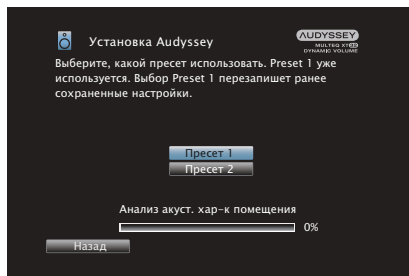 Установка Audyssey
AUDYSSEY
MULTEQ XT32
DYNAMIC VOLUME
Выберите, какой пресет использовать. Preset 1 уже
используется. Выбор Preset 1 перезапишет ранее
сохраненные настройки.
Пресет 1
Пресет 2
Анализ акуст. хар-к помещения
0%
Назад